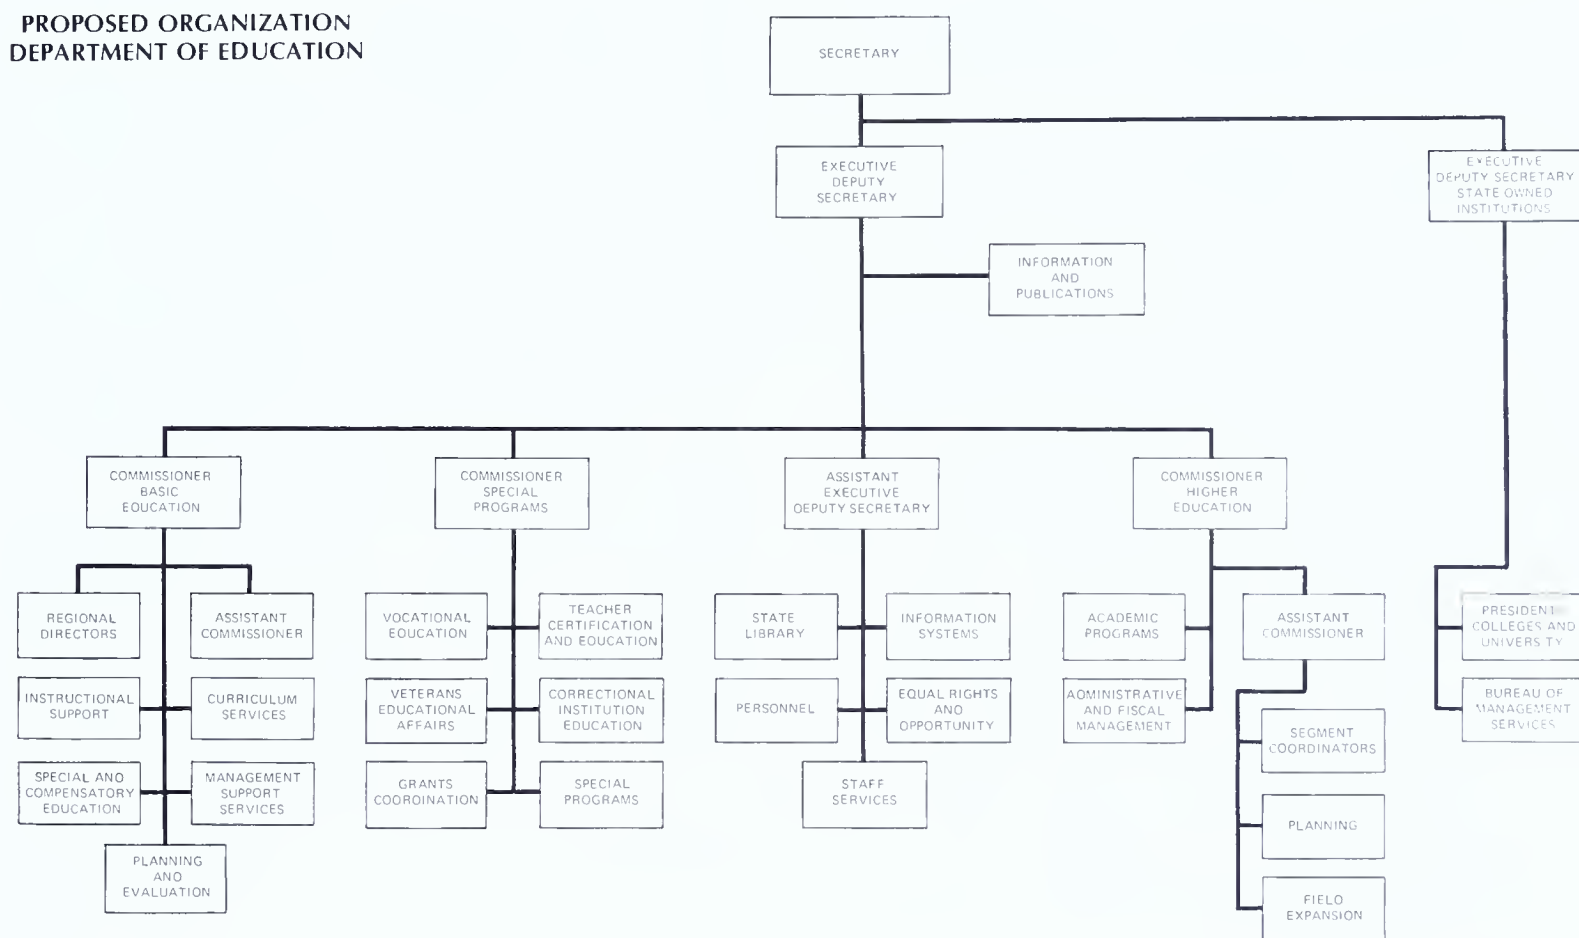 PROPOSED ORGANIZATION
DEPARTMENT OF EDUCATION
SECRETARY
EXECUTIVE
DEPUTY
SECRETARY
EXECUTIVE
DEPUTY SECRETARY
STATE OWNED
INSTITUTIONS
INFORMATION
AND
PUBLICATIONS
COMMISSIONER
BASIC
EOUCATION
COMMISSIONER
SPECIAL
PROGRAMS
ASSISTANT
EXECUTIVE
OEPUTY SECRETARY
COMMISSIONER
HIGHER
EDUCATION
REGIONAL
DIRECTORS
ASSISTANT
COMMISSIONER
INSTRUCTIONAL
SUPPORT
CURRICULUM
SERVICES
SPECIAL AND
COMPENSATORY
EDUCATION
MANAGEMENT
SUPPORT
SERVICES
PLANNING
AND
EVALUATION
VOCATIONAL
EDUCATION
TEACHER
CERTIFICATION
AND EDUCATION
VETERANS
EDUCATIONAL
AFFAIRS
CORRECTIONAL
INSTITUTION
EDUCATION
GRANTS
COORDINATION
SPECIAL
PROGRAMS
STATE
LIBRARY
INFORMATION
SYSTEMS
PERSONNEL
EQUAL RIGHTS
AND
OPPORTUNITY
STAFF
SERVICES
ACADEMIC
PROGRAMS
ASSISTANT
COMMISSIONER
AOMINISTRATIVE
AND FISCAL
MANAGEMENT
SEGMENT
COORDINATORS
PLANNING
FIELO
EXPANSION
COLLEGES AND
BUREAU OF
MANAGEMENT
SERVICES